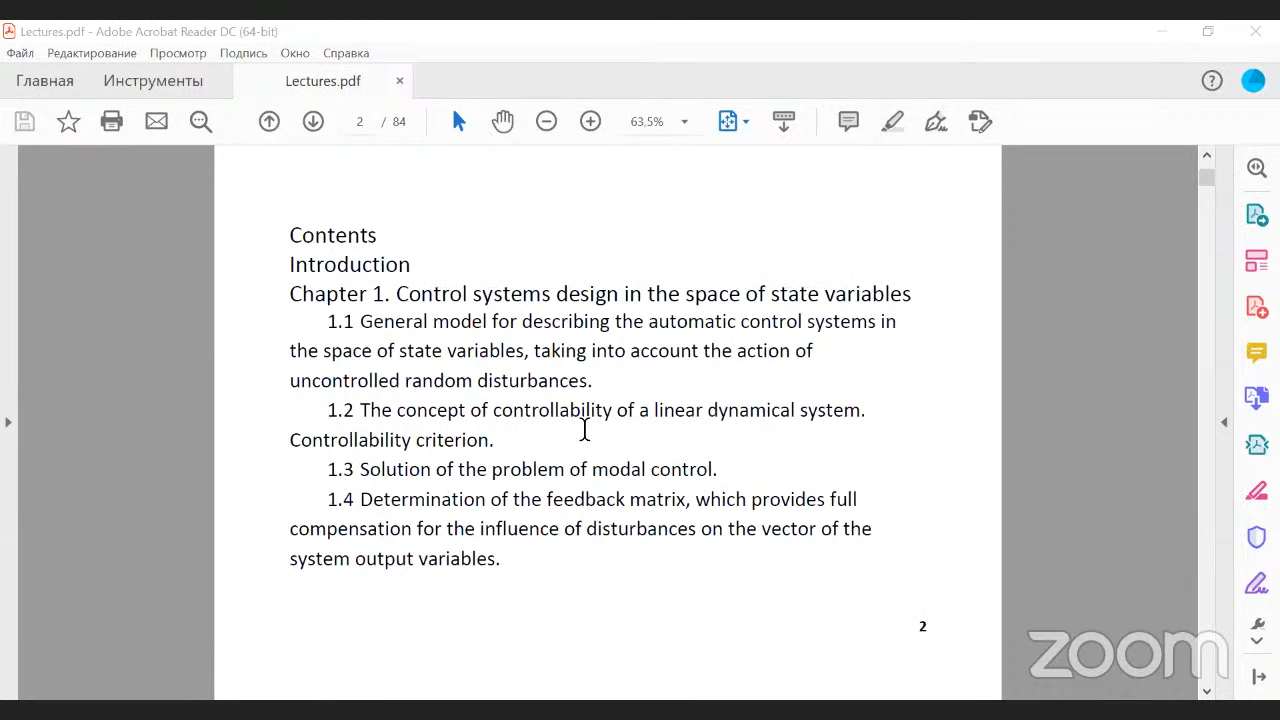 Lectures.pdf - Adobe Acrobat Reader DC (64-bit)
Файл Редактирование Просмотр Подпись Окно Справка
Главная Инструменты Lectures.pdf ×
2 / 84 63,5%
Contents
Introduction
Chapter 1. Control systems design in the space of state variables
1.1 General model for describing the automatic control systems in
the space of state variables, taking into account the action of
uncontrolled random disturbances.
1.2 The concept of controllability of a linear dynamical system.
Controllability criterion.
1.3 Solution of the problem of modal control.
1.4 Determination of the feedback matrix, which provides full
compensation for the influence of disturbances on the vector of the
system output variables.
2
zoom